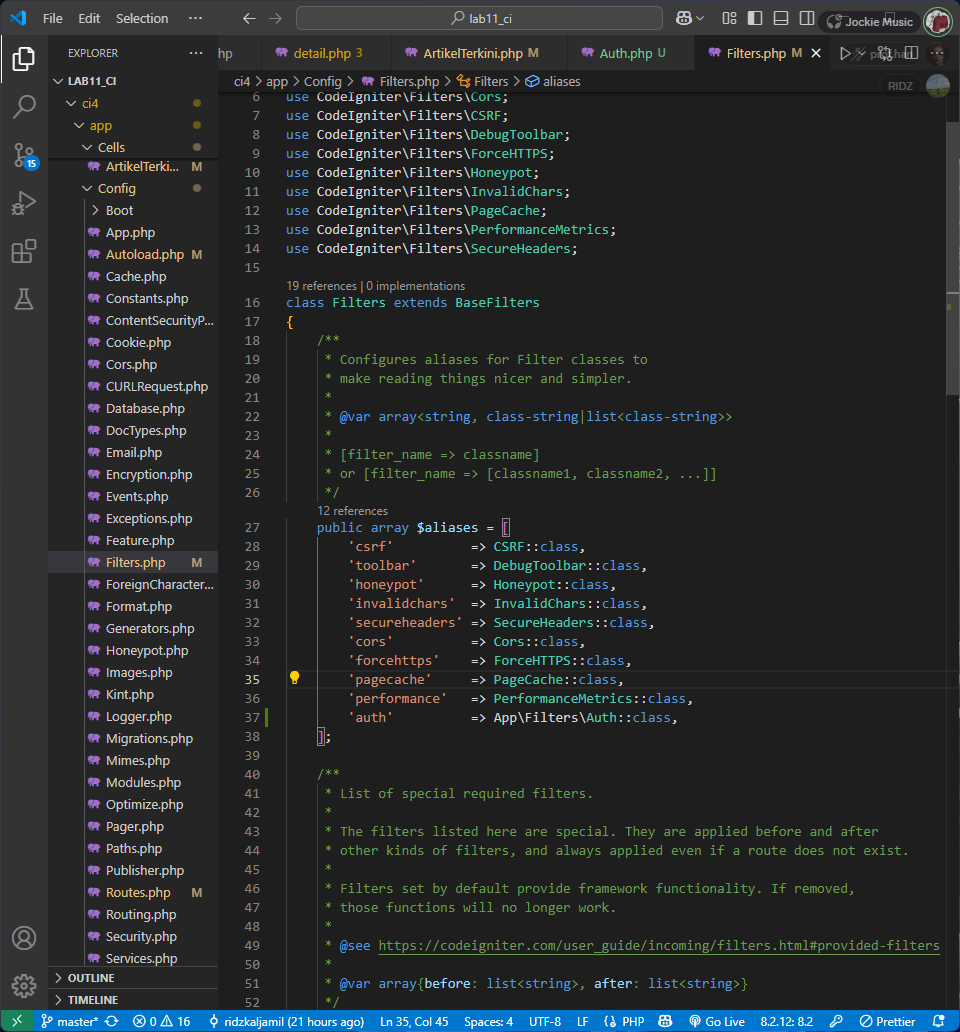 File Edit Selection ··· lab11_ci Jockie Music
EXPLORER ···
hp detail.php 3 ArtikelTerkini.php M Auth.php U Filters.php M
RIDZ
ci4 > app > Config > Filters.php > Filters > aliases
LAB11_CI
ci4
app
Cells
ArtikelTerki... M
Config
Boot
App.php
Autoload.php M
Cache.php
Constants.php
ContentSecurityP...
Cookie.php
Cors.php
CURLRequest.php
Database.php
DocTypes.php
Email.php
Encryption.php
Events.php
Exceptions.php
Feature.php
Filters.php M
ForeignCharacter...
Format.php
Generators.php
Honeypot.php
Images.php
Kint.php
Logger.php
Migrations.php
Mimes.php
Modules.php
Optimize.php
Pager.php
Paths.php
Publisher.php
Routes.php M
Routing.php
Security.php
Services.php
OUTLINE
TIMELINE
15
6 use CodeIgniter\Filters\Cors;
7 use CodeIgniter\Filters\CSRF;
8 use CodeIgniter\Filters\DebugToolbar;
9 use CodeIgniter\Filters\ForceHTTPS;
10 use CodeIgniter\Filters\Honeypot;
11 use CodeIgniter\Filters\InvalidChars;
12 use CodeIgniter\Filters\PageCache;
13 use CodeIgniter\Filters\PerformanceMetrics;
14 use CodeIgniter\Filters\SecureHeaders;
15
19 references | 0 implementations
16 class Filters extends BaseFilters
17 {
18 /**
19 * Configures aliases for Filter classes to
20 * make reading things nicer and simpler.
21 *
22 * @var array<string, class-string|list<class-string>>
23 *
24 * [filter_name => classname]
25 * or [filter_name => [classname1, classname2, ...]]
26 */
12 references
27 public array $aliases = [
28 'csrf' => CSRF::class,
29 'toolbar' => DebugToolbar::class,
30 'honeypot' => Honeypot::class,
31 'invalidchars' => InvalidChars::class,
32 'secureheaders' => SecureHeaders::class,
33 'cors' => Cors::class,
34 'forcehttps' => ForceHTTPS::class,
35 'pagecache' => PageCache::class,
36 'performance' => PerformanceMetrics::class,
37 'auth' => App\Filters\Auth::class,
38 ];
39
40 /**
41 * List of special required filters.
42 *
43 * The filters listed here are special. They are applied before and after
44 * other kinds of filters, and always applied even if a route does not exist.
45 *
46 * Filters set by default provide framework functionality. If removed,
47 * those functions will no longer work.
48 *
49 * @see https://codeigniter.com/user_guide/incoming/filters.html#provided-filters
50 *
51 * @var array{before: list<string>, after: list<string>}
52 */
master* 0 16 ridzkaljamil (21 hours ago) Ln 35, Col 45 Spaces: 4 UTF-8 LF {} PHP Go Live 8.2.12: 8.2 Prettier